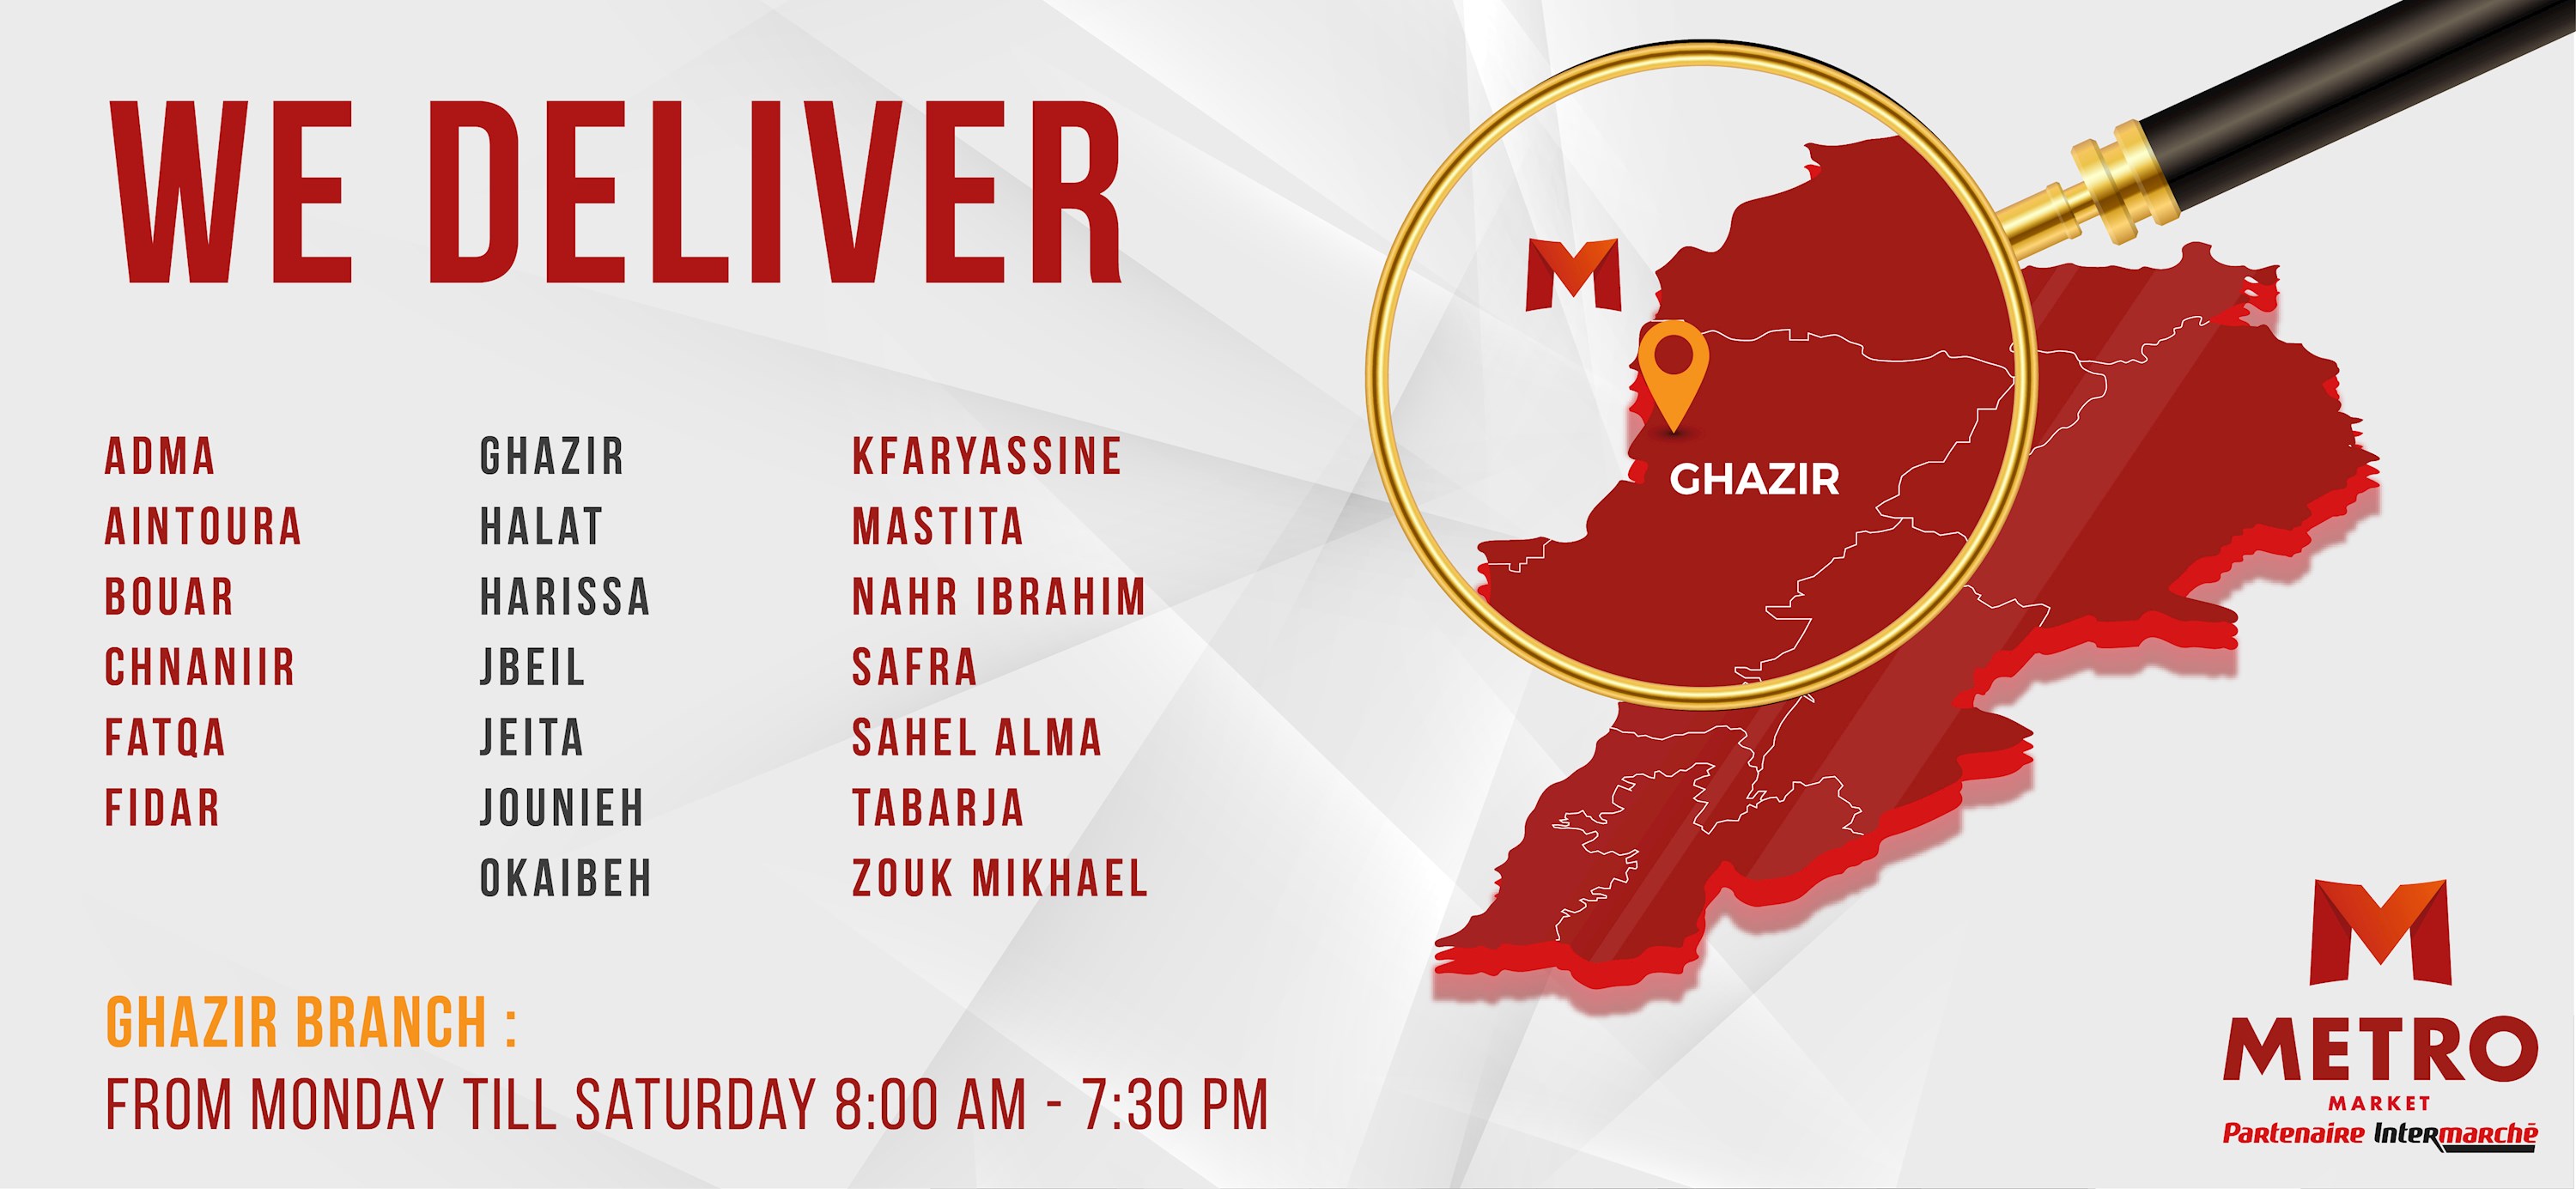 WE DELIVER
ADMA
AINTOURA
BOUAR
CHNANIIR
FATQA
FIDAR
GHAZIR
HALAT
HARISSA
JBEIL
JEITA
JOUNIEH
OKAIBEH
KFARYASSINE
MASTITA
NAHR IBRAHIM
SAFRA
SAHEL ALMA
TABARJA
ZOUK MIKHAEL
GHAZIR BRANCH :
FROM MONDAY TILL SATURDAY 8:00 AM - 7:30 PM
M
GHAZIR
M
METRO
MARKET
Partenaire Intermarchē